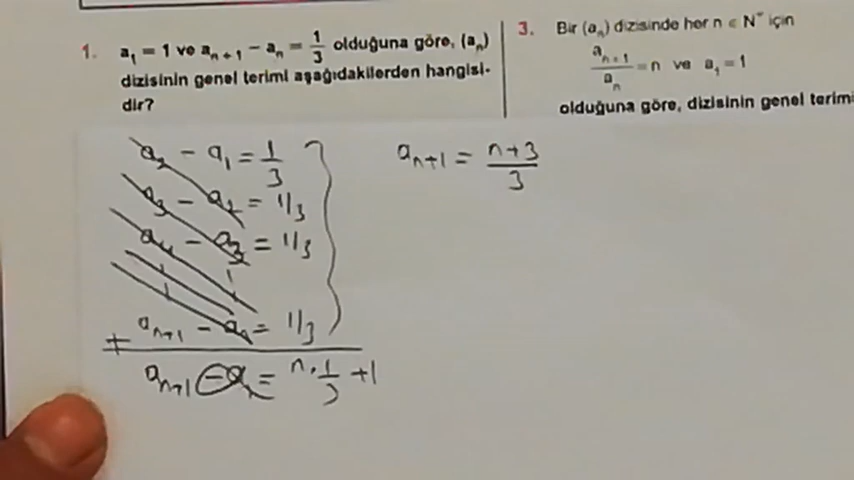 1. a₁ = 1 ve aₙ₊₁ - aₙ = 1/3 olduğuna göre, (aₙ)
dizisinin genel terimi aşağıdakilerden hangisi-
dir?
3. Bir (aₙ) dizisinde her n ∈ N⁺ için
aₙ₊₁/aₙ = n ve a₁ = 1
olduğuna göre, dizisinin genel terimi
a₂ - a₁ = 1/3
a₃ - a₂ = 1/3
a₄ - a₃ = 1/3
+ aₙ₊₁ - aₙ = 1/3
aₙ₊₁ - a₁ = n · 1/3 + 1
aₙ₊₁ = (n+3)/3